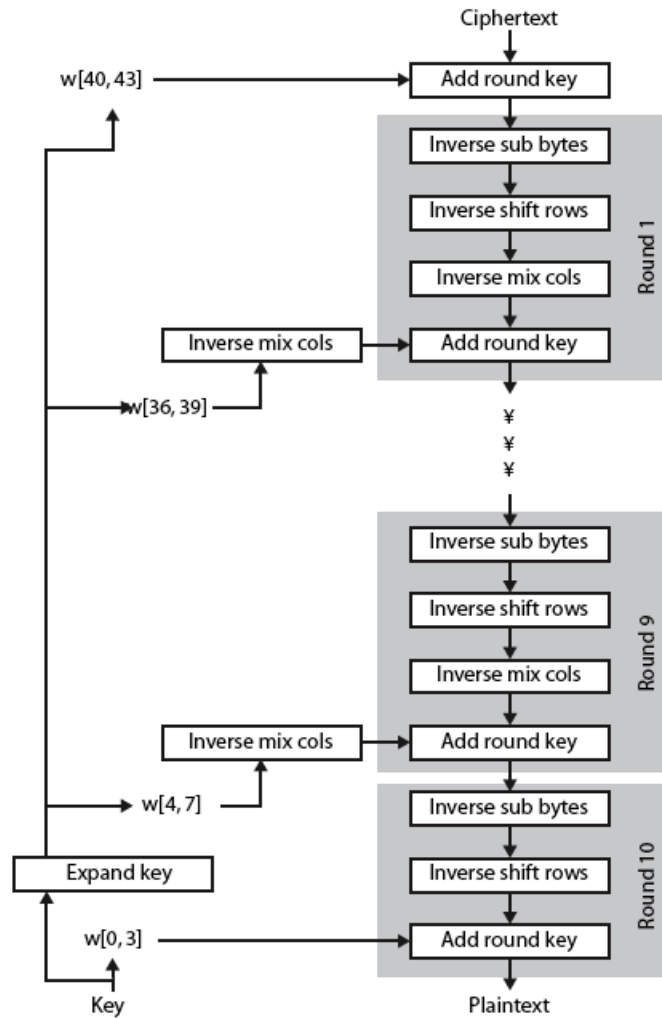 Ciphertext
w[40, 43]
Add round key
Inverse sub bytes
Inverse shift rows
Round 1
Inverse mix cols
Inverse mix cols
Add round key
w[36, 39]
¥
¥
¥
Inverse sub bytes
Inverse shift rows
Round 9
Inverse mix cols
Inverse mix cols
Add round key
w[4, 7]
Inverse sub bytes
Expand key
Inverse shift rows
Round 10
w[0, 3]
Add round key
Key
Plaintext